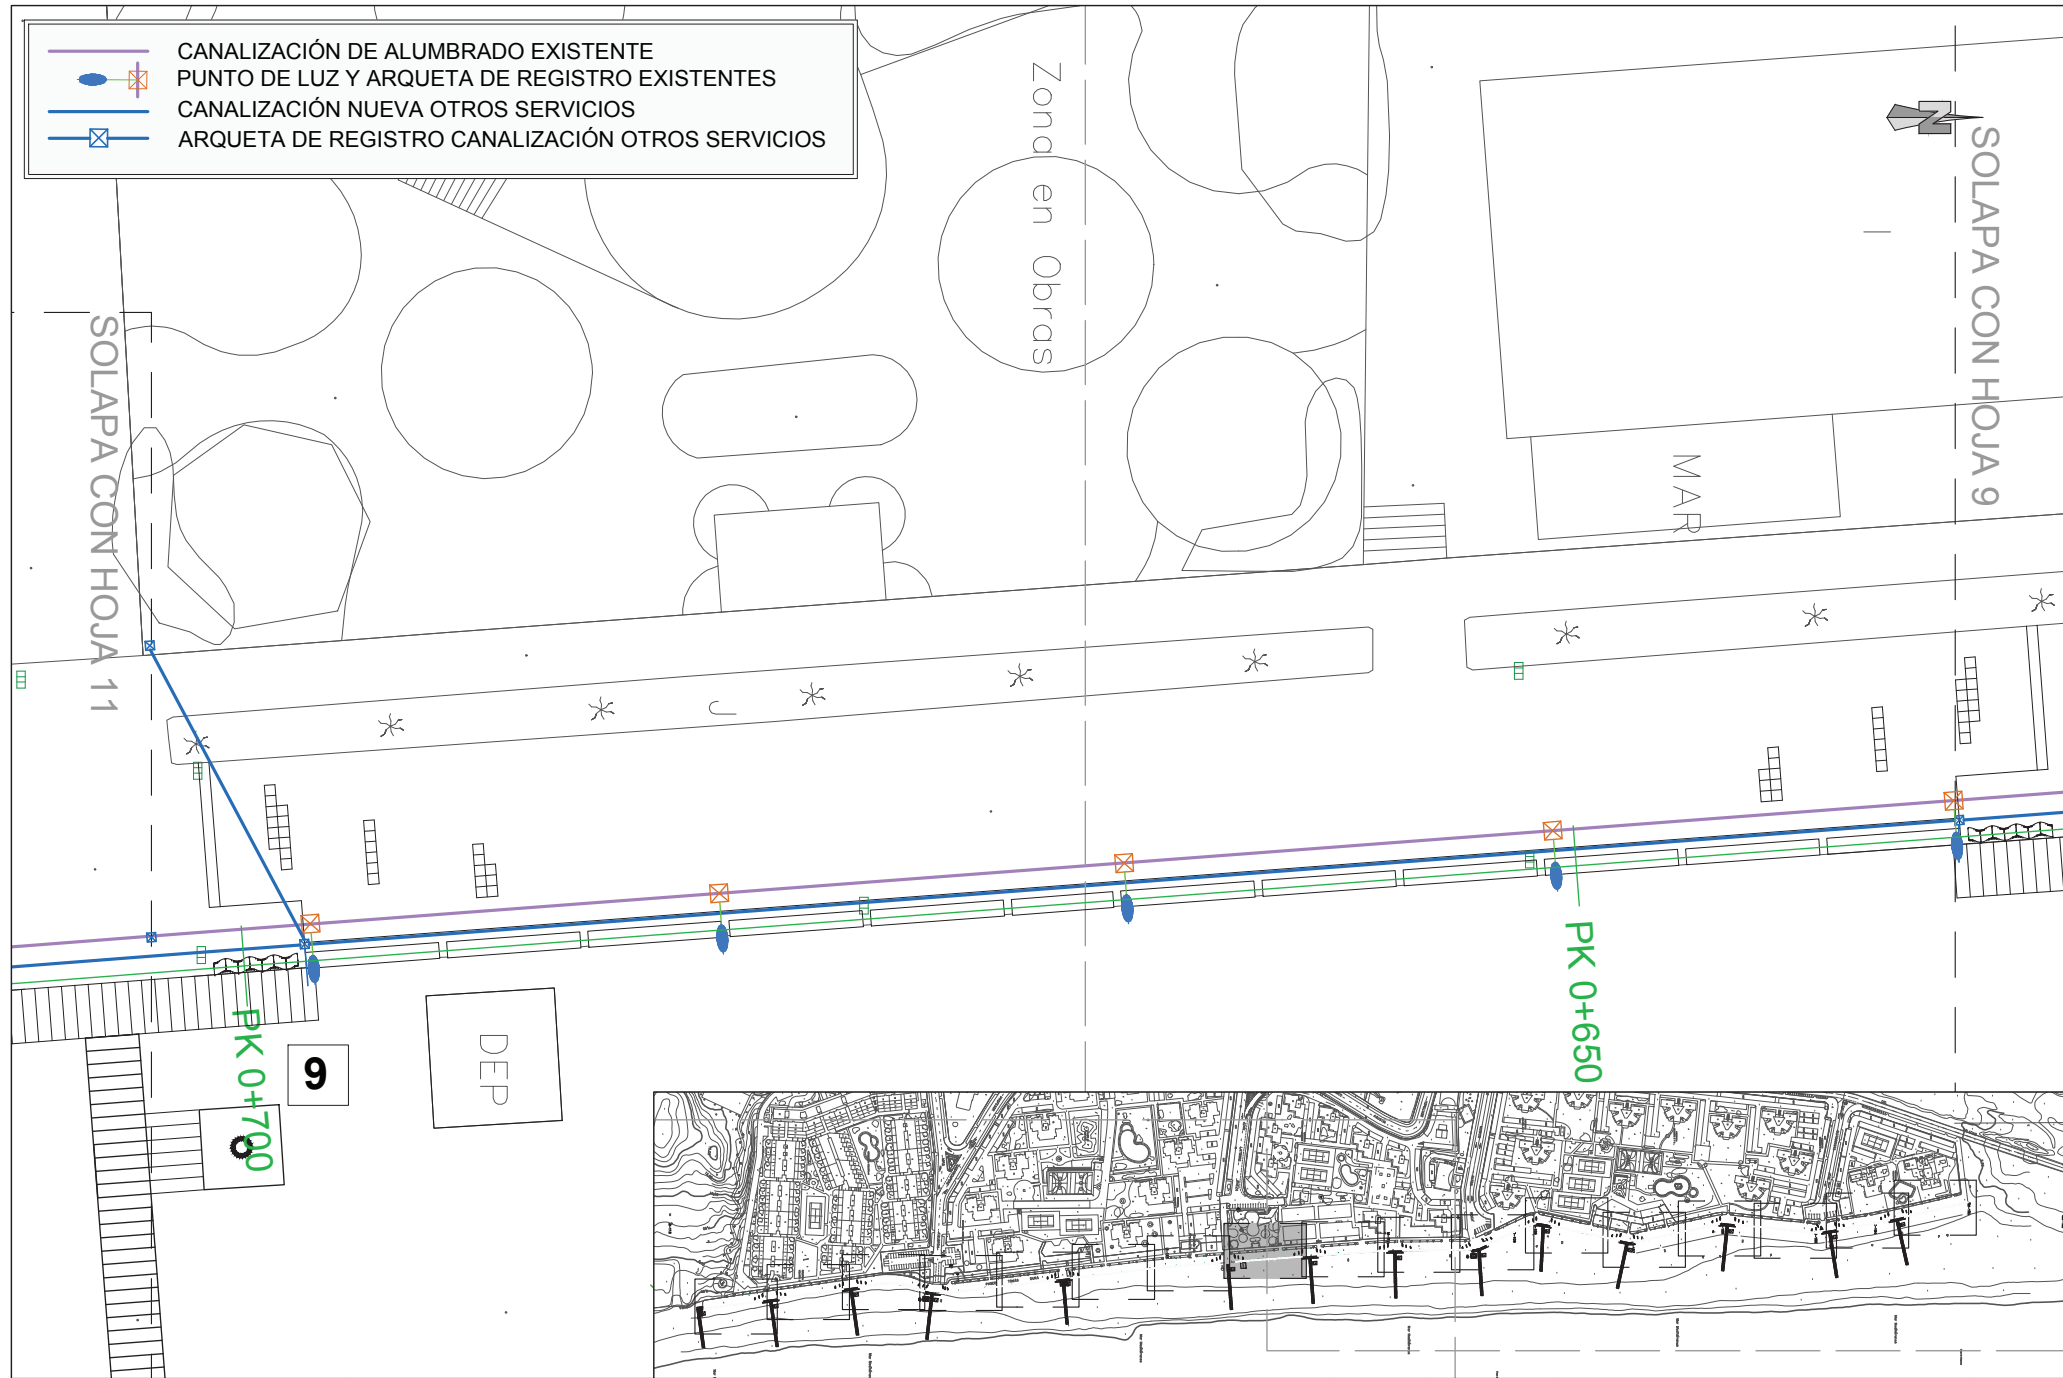 CANALIZACIÓN DE ALUMBRADO EXISTENTE
PUNTO DE LUZ Y ARQUETA DE REGISTRO EXISTENTES
CANALIZACIÓN NUEVA OTROS SERVICIOS
ARQUETA DE REGISTRO CANALIZACIÓN OTROS SERVICIOS
Zona en Obras
N
SOLAPA CON HOJA 9
I
SOLAPA CON HOJA 11
MAR
J
PK 0+650
PK 0+700
9
DEP